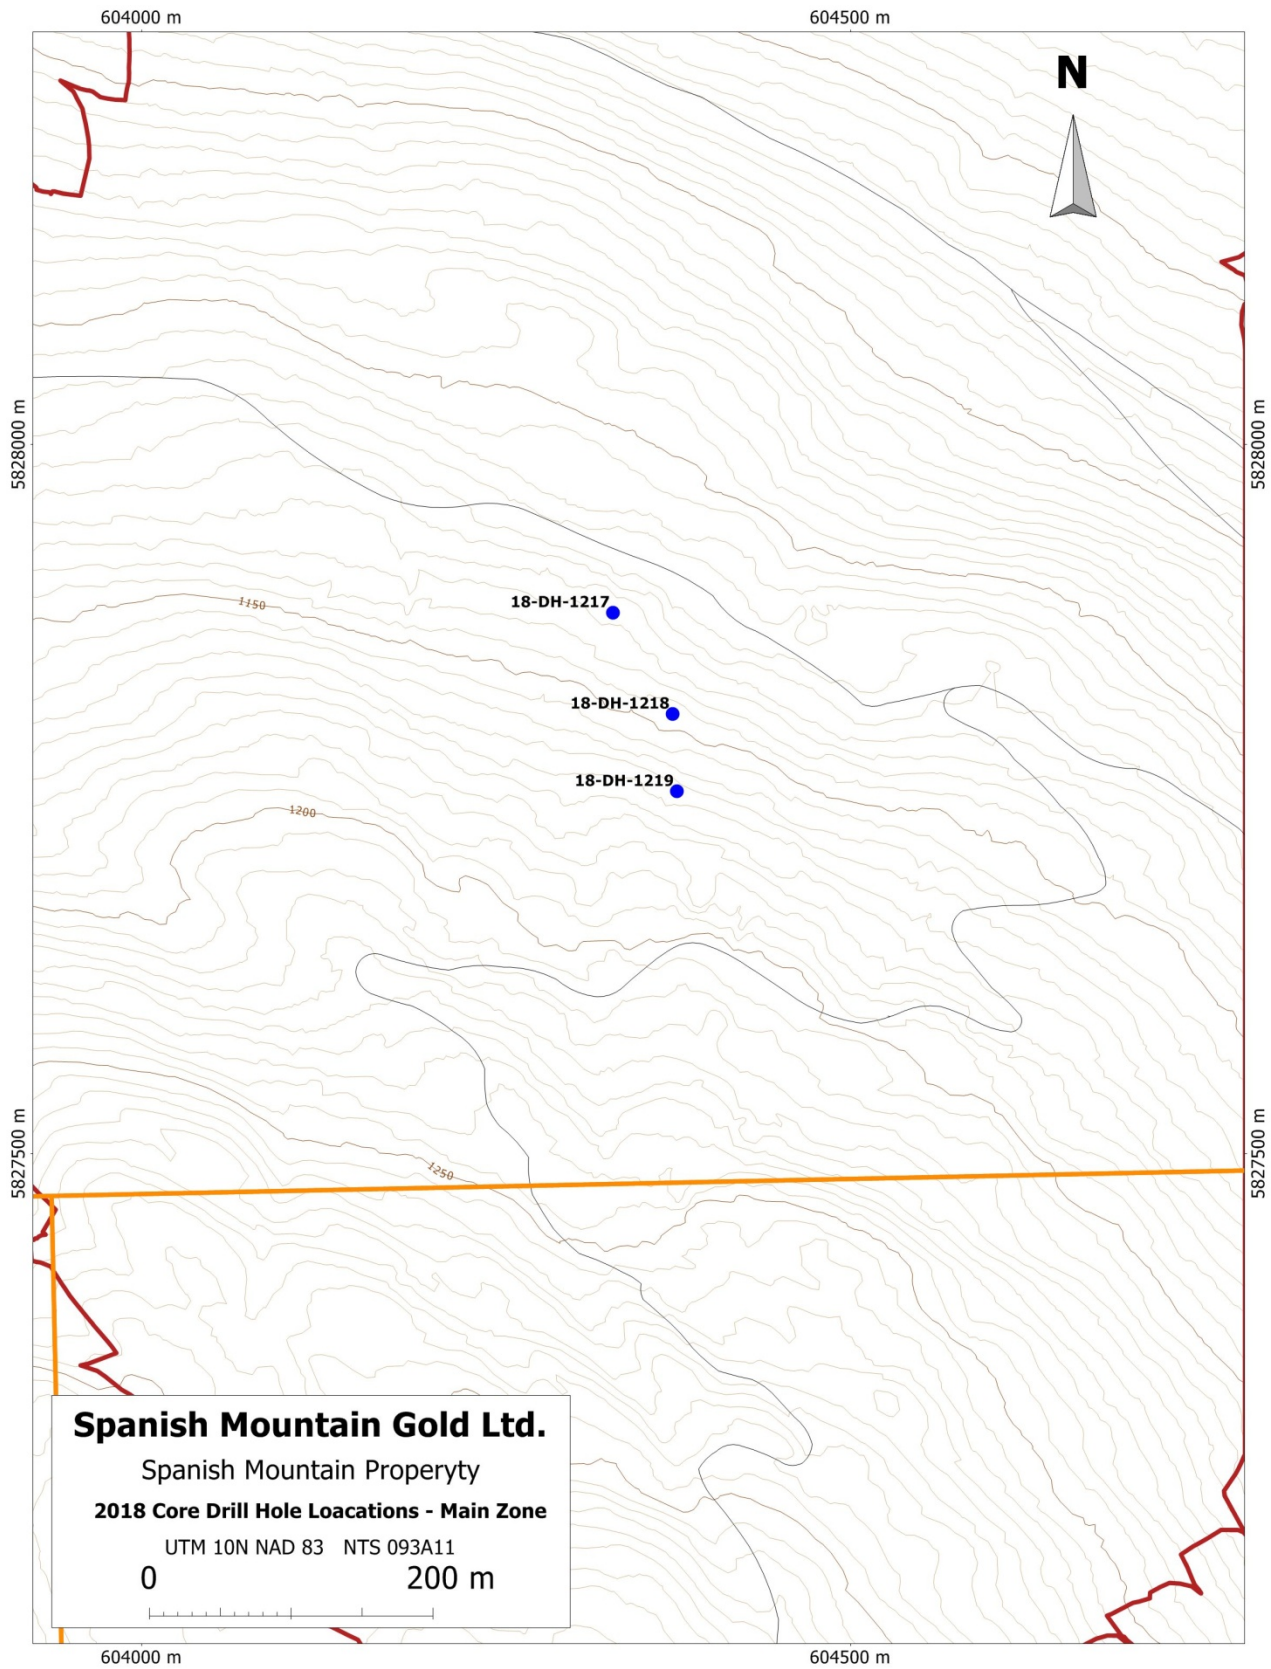 604000 m
604500 m
N
5828000 m
5828000 m
18-DH-1217
1150
18-DH-1218
18-DH-1219
1200
5827500 m
5827500 m
1250
Spanish Mountain Gold Ltd.
Spanish Mountain Properyty
2018 Core Drill Hole Loacations - Main Zone
UTM 10N NAD 83 NTS 093A11
0 200 m
604000 m
604500 m